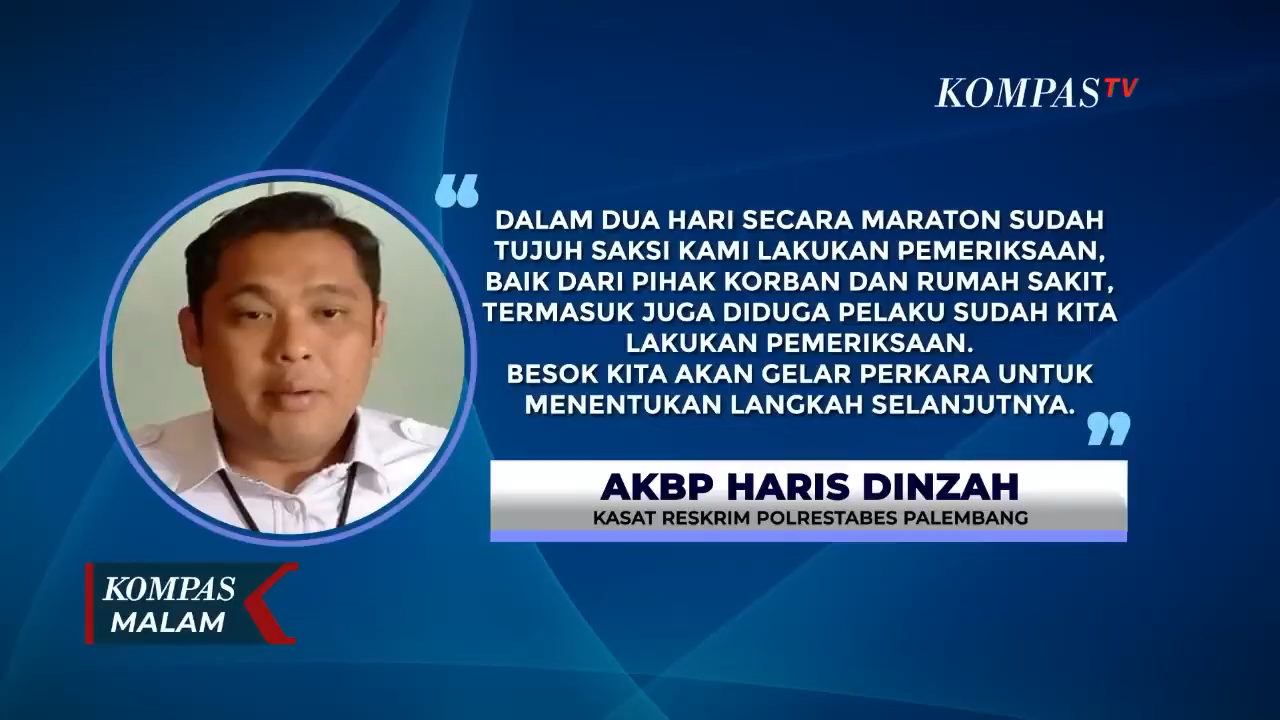 KOMPASTV
“
DALAM DUA HARI SECARA MARATON SUDAH
TUJUH SAKSI KAMI LAKUKAN PEMERIKSAAN,
BAIK DARI PIHAK KORBAN DAN RUMAH SAKIT,
TERMASUK JUGA DIDUGA PELAKU SUDAH KITA
LAKUKAN PEMERIKSAAN.
BESOK KITA AKAN GELAR PERKARA UNTUK
MENENTUKAN LANGKAH SELANJUTNYA.
”
AKBP HARIS DINZAH
KASAT RESKRIM POLRESTABES PALEMBANG
KOMPAS
MALAM